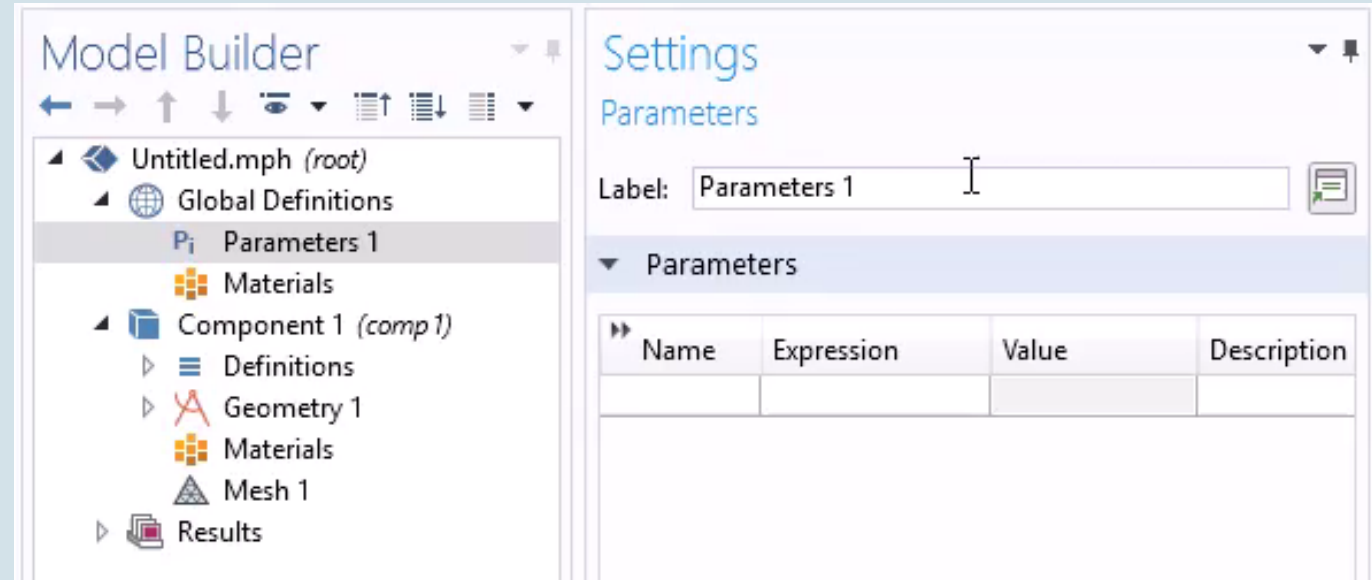 Model Builder
Untitled.mph (root)
Global Definitions
Pi Parameters 1
Materials
Component 1 (comp1)
Definitions
Geometry 1
Materials
Mesh 1
Results
Settings
Parameters
Label: Parameters 1
Parameters
Name Expression Value Description